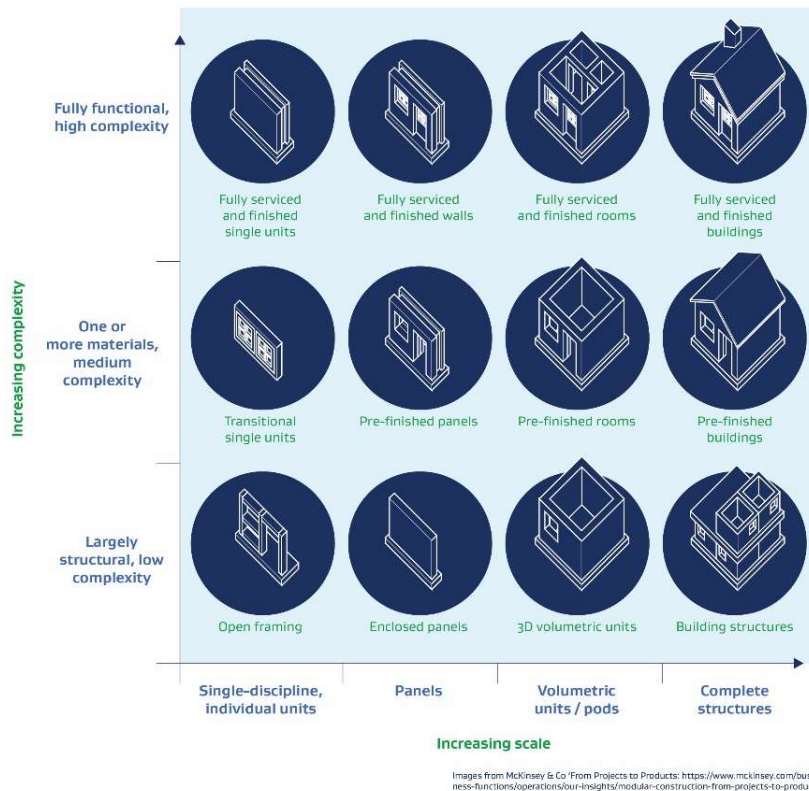 Increasing complexity
Fully functional,
high complexity
Fully serviced
and finished
single units
Fully serviced
and finished walls
Fully serviced
and finished rooms
Fully serviced
and finished
buildings
One or
more materials,
medium
complexity
Transitional
single units
Pre-finished panels
Pre-finished rooms
Pre-finished
buildings
Largely
structural, low
complexity
Open framing
Enclosed panels
3D volumetric units
Building structures
Single-discipline,
individual units
Panels
Volumetric
units / pods
Complete
structures
Increasing scale
Images from McKinsey & Co 'From Projects to Products: https://www.mckinsey.com/bus
ness-functions/operations/our-insights/modular-construction-from-projects-to-produ